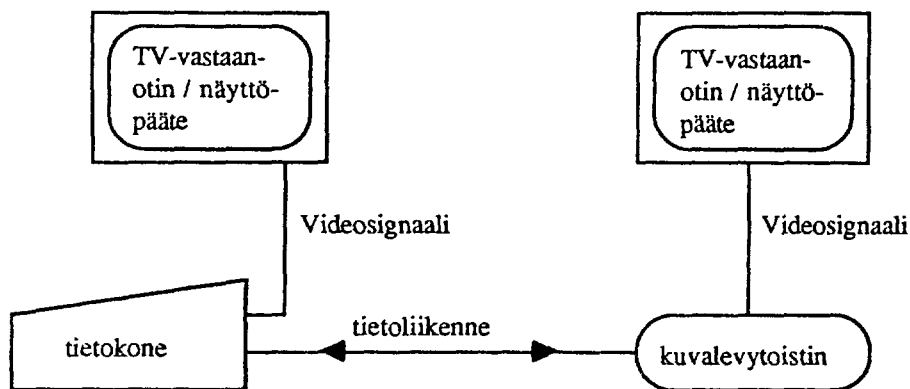 TV-vastaan-
otin / näyttö-
pääte
TV-vastaan-
otin / näyttö-
pääte
Videosignaali
Videosignaali
tietoliikenne
tietokone
kuvalevytoistin